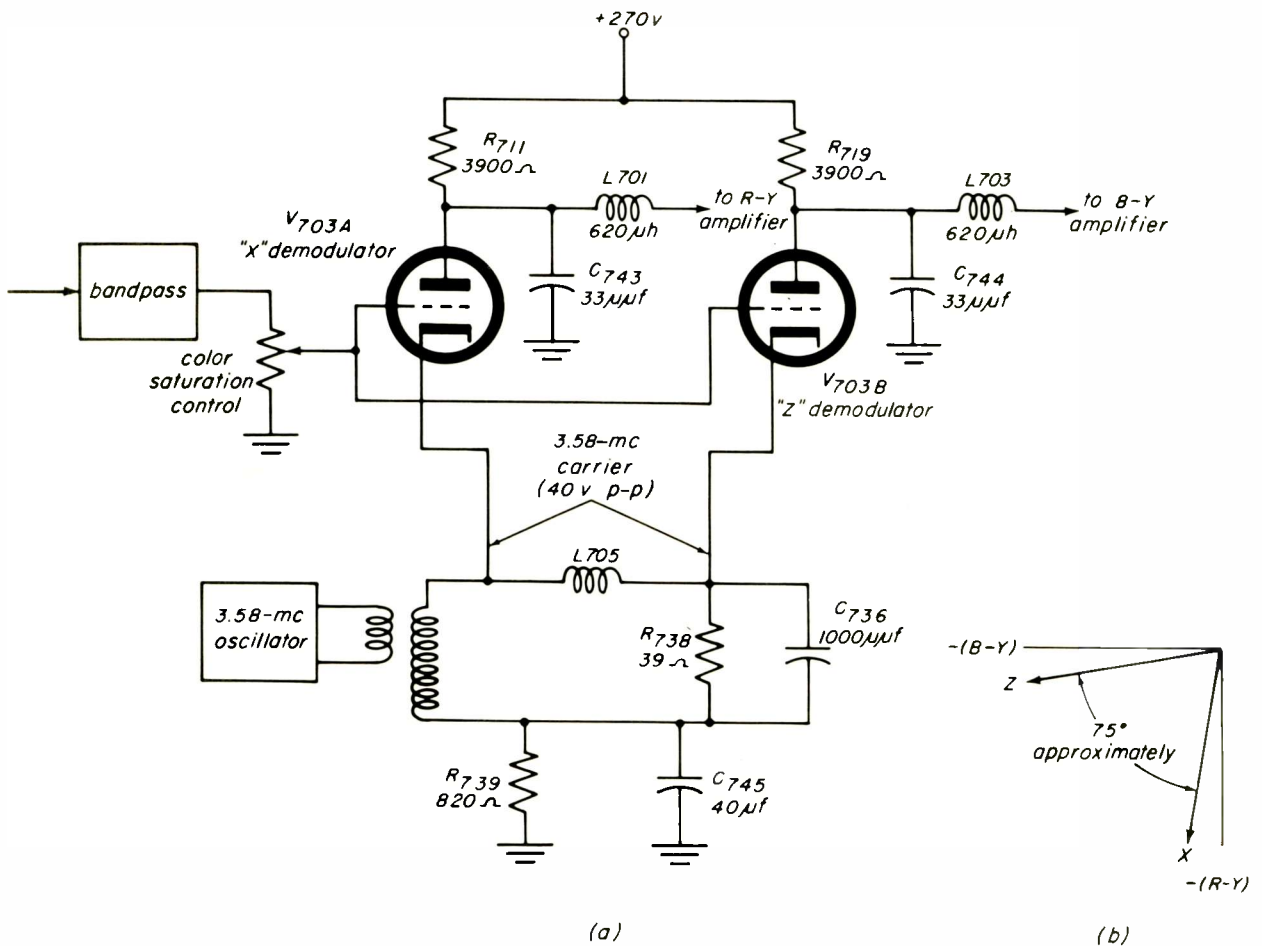 +270v
R711
3900Ω
R719
3900Ω
L701
620μh
to R-Y
amplifier
L703
620μh
to B-Y
amplifier
V703A
"X" demodulator
C743
33μμf
C744
33μμf
bandpass
color
saturation
control
V703B
"Z" demodulator
3.58-mc
carrier
(40 v p-p)
L705
3.58-mc
oscillator
R738
39Ω
C736
1000μμf
R739
820Ω
C745
40μf
-(B-Y)
Z
75°
approximately
X
-(R-Y)
(a)
(b)